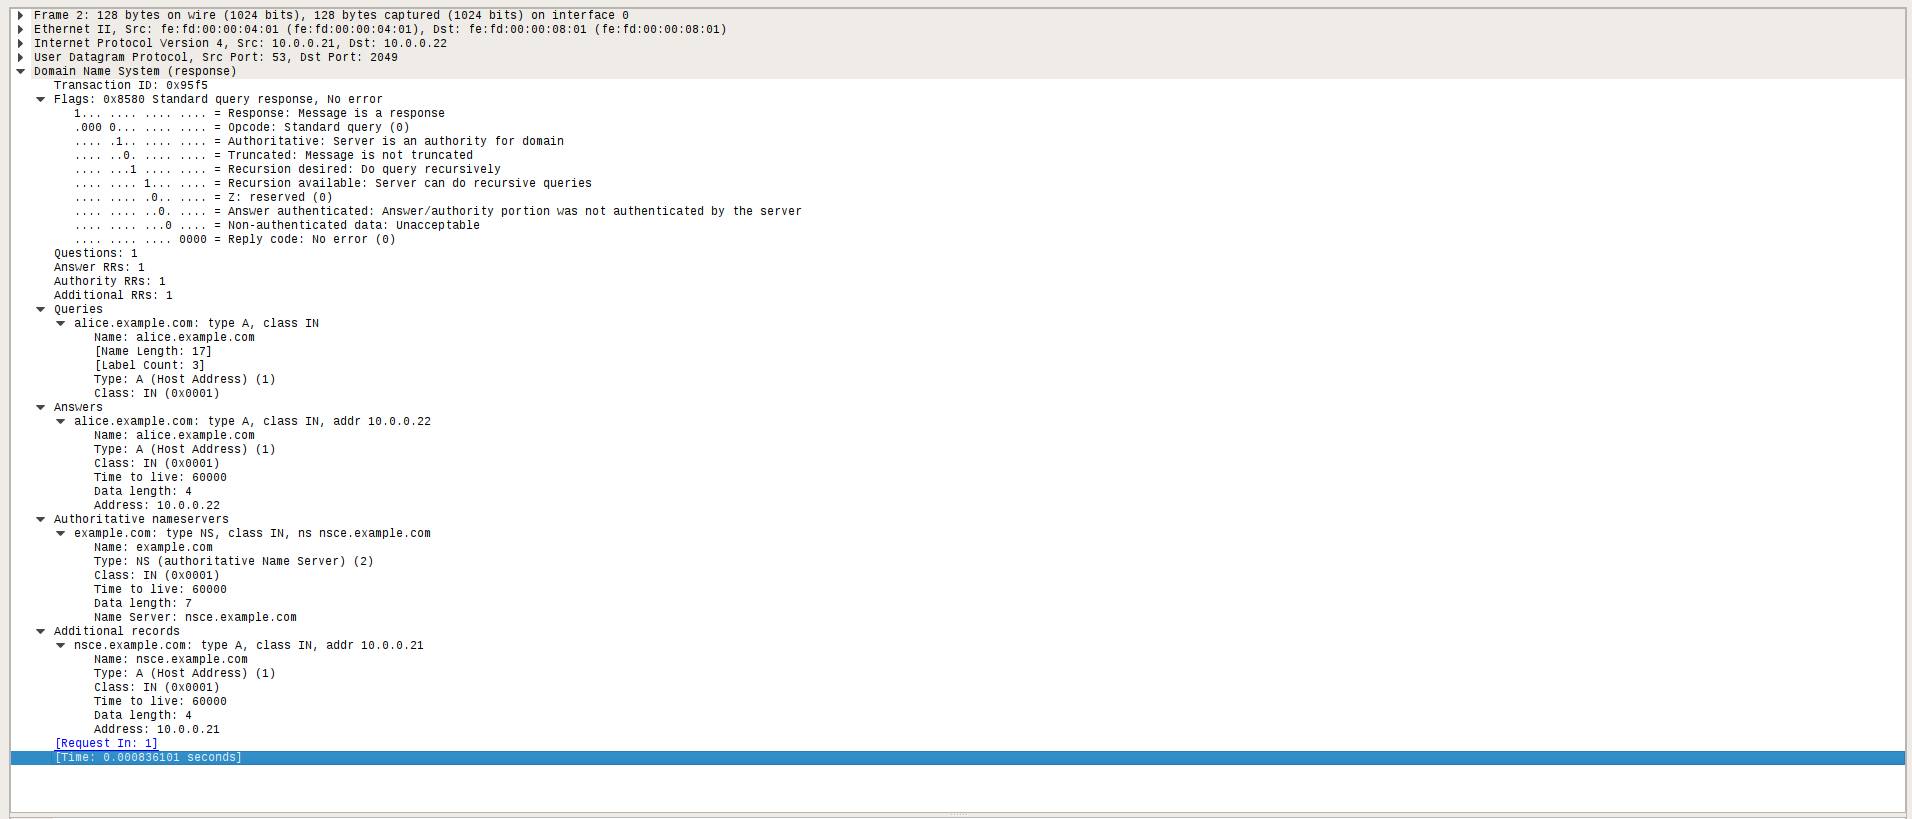 Frame 2: 128 bytes on wire (1024 bits), 128 bytes captured (1024 bits) on interface 0
Ethernet II, Src: fe:fd:00:00:04:01 (fe:fd:00:00:04:01), Dst: fe:fd:00:00:08:01 (fe:fd:00:00:08:01)
Internet Protocol Version 4, Src: 10.0.0.21, Dst: 10.0.0.22
User Datagram Protocol, Src Port: 53, Dst Port: 2049
Domain Name System (response)
Transaction ID: 0x95f5
Flags: 0x8580 Standard query response, No error
1... .... .... .... = Response: Message is a response
.000 0... .... .... = Opcode: Standard query (0)
.... .1.. .... .... = Authoritative: Server is an authority for domain
.... ..0. .... .... = Truncated: Message is not truncated
.... ...1 .... .... = Recursion desired: Do query recursively
.... .... 1... .... = Recursion available: Server can do recursive queries
.... .... .0.. .... = Z: reserved (0)
.... .... ..0. .... = Answer authenticated: Answer/authority portion was not authenticated by the server
.... .... ...0 .... = Non-authenticated data: Unacceptable
.... .... .... 0000 = Reply code: No error (0)
Questions: 1
Answer RRs: 1
Authority RRs: 1
Additional RRs: 1
Queries
alice.example.com: type A, class IN
Name: alice.example.com
[Name Length: 17]
[Label Count: 3]
Type: A (Host Address) (1)
Class: IN (0x0001)
Answers
alice.example.com: type A, class IN, addr 10.0.0.22
Name: alice.example.com
Type: A (Host Address) (1)
Class: IN (0x0001)
Time to live: 60000
Data length: 4
Address: 10.0.0.22
Authoritative nameservers
example.com: type NS, class IN, ns nsce.example.com
Name: example.com
Type: NS (authoritative Name Server) (2)
Class: IN (0x0001)
Time to live: 60000
Data length: 7
Name Server: nsce.example.com
Additional records
nsce.example.com: type A, class IN, addr 10.0.0.21
Name: nsce.example.com
Type: A (Host Address) (1)
Class: IN (0x0001)
Time to live: 60000
Data length: 4
Address: 10.0.0.21
[Request In: 1]
[Time: 0.000836101 seconds]